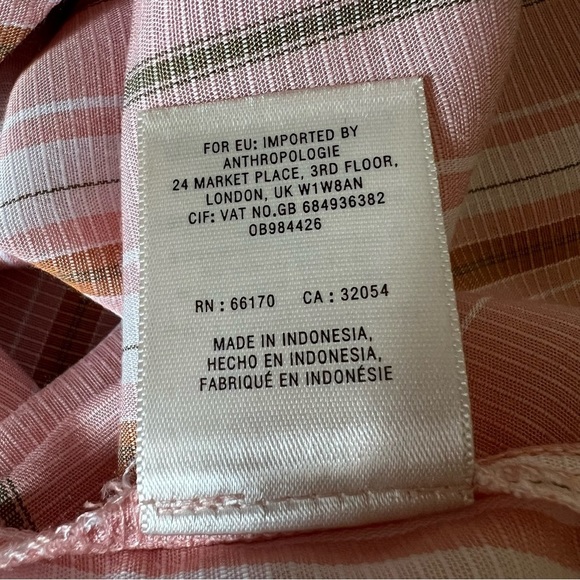 FOR EU: IMPORTED BY
ANTHROPOLOGIE
24 MARKET PLACE, 3RD FLOOR,
LONDON, UK W1W8AN
CIF: VAT NO.GB 684936382
OB984426
RN : 66170 CA : 32054
MADE IN INDONESIA,
HECHO EN INDONESIA,
FABRIQUÉ EN INDONÉSIE